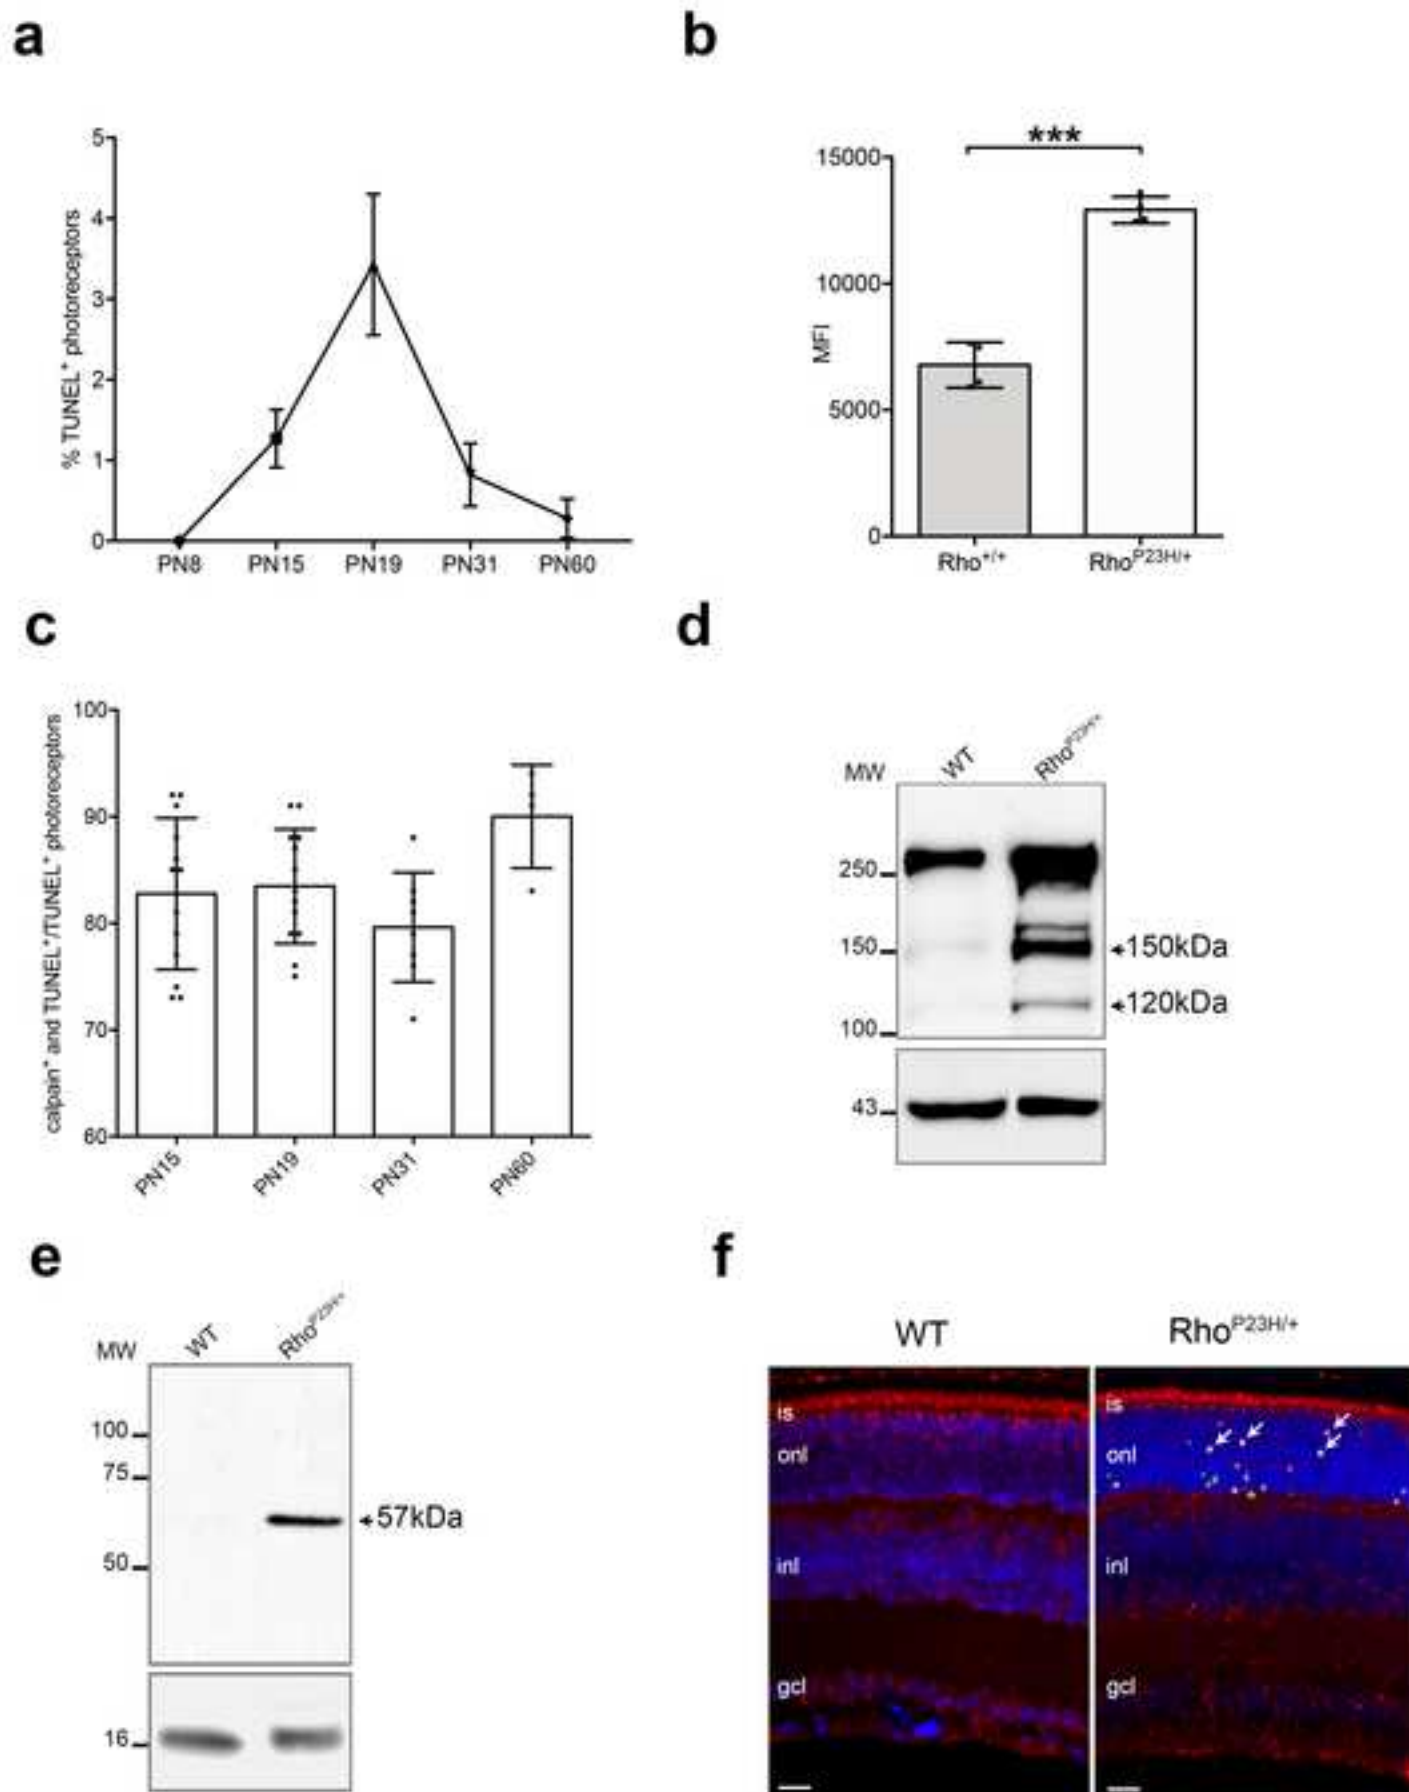 a
5
4
3
2
1
0
% TUNEL⁺ photoreceptors
PN8 PN15 PN19 PN31 PN60
b
***
15000
10000
5000
0
MFI
Rho⁺/⁺ Rhoᴾ²³ᴴ/⁺
c
100
90
80
70
60
calpain⁺ and TUNEL⁺/TUNEL⁺ photoreceptors
PN15 PN19 PN31 PN60
d
MW WT Rhoᴾ²³ᴴ/⁺
250
150
150kDa
120kDa
100
43
e
MW WT Rhoᴾ²³ᴴ/⁺
100
75
57kDa
50
16
f
WT Rhoᴾ²³ᴴ/⁺
is is
onl onl
inl inl
gcl gcl